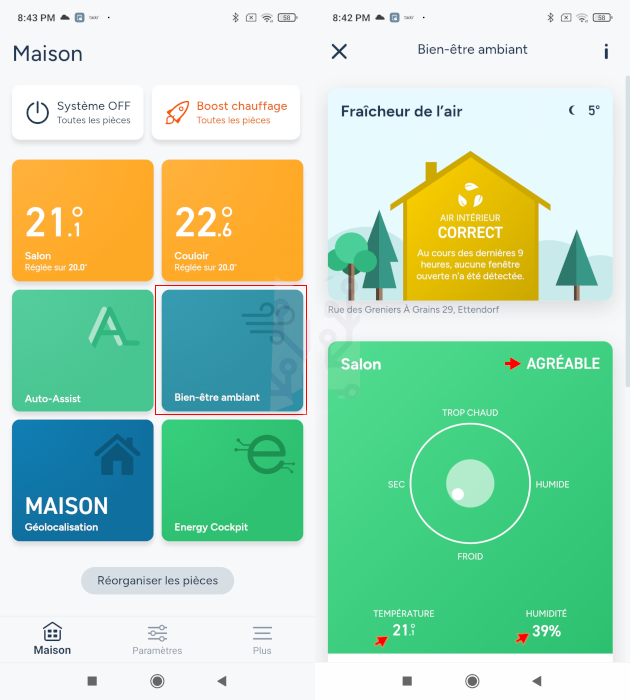 8:43 PM
58
Maison
Système OFF
Toutes les pièces
Boost chauffage
Toutes les pièces
21.1°
Salon
Réglée sur 20.0°
22.6°
Couloir
Réglée sur 20.0°
Auto-Assist
Bien-être ambiant
MAISON
Géolocalisation
Energy Cockpit
Réorganiser les pièces
Maison
Paramètres
Plus
8:42 PM
58
Bien-être ambiant
Fraîcheur de l'air
5°
AIR INTÉRIEUR
CORRECT
Au cours des dernières 9
heures, aucune fenêtre
ouverte n'a été détectée.
Rue des Greniers À Grains 29, Ettendorf
Salon
AGRÉABLE
TROP CHAUD
SEC
HUMIDE
FROID
TEMPÉRATURE
21.1°
HUMIDITÉ
39%